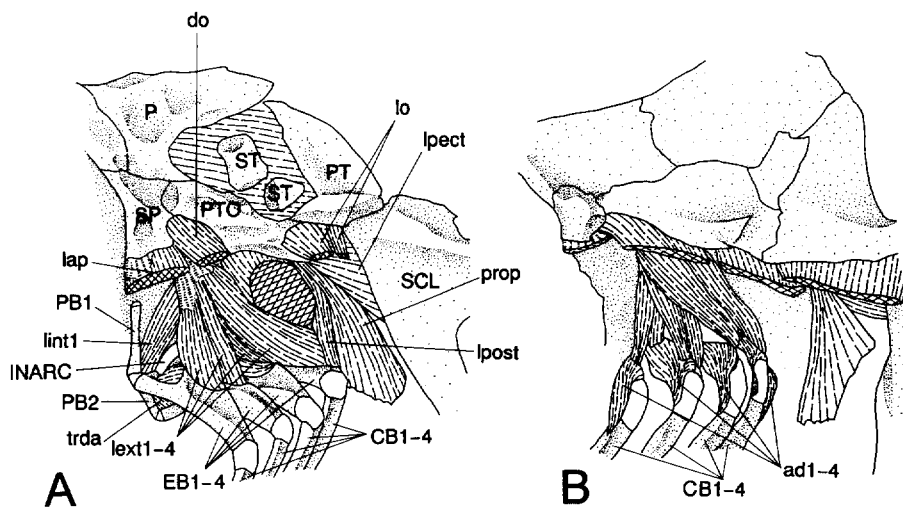 do
P
lo
lpect
ST
PT
ST
SP
PTO
lap
SCL
prop
PB1
lint1
INARC
lpost
PB2
trda
lext1-4
CB1-4
EB1-4
A
ad1-4
CB1-4
B